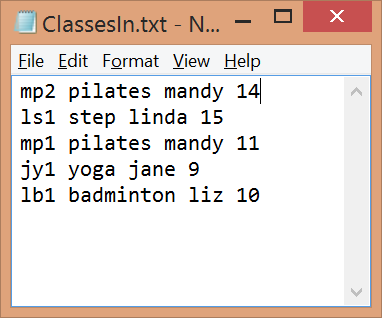 ClassesIn.txt - N...
File Edit Format View Help
mp2 pilates mandy 14
ls1 step linda 15
mp1 pilates mandy 11
jy1 yoga jane 9
lb1 badminton liz 10